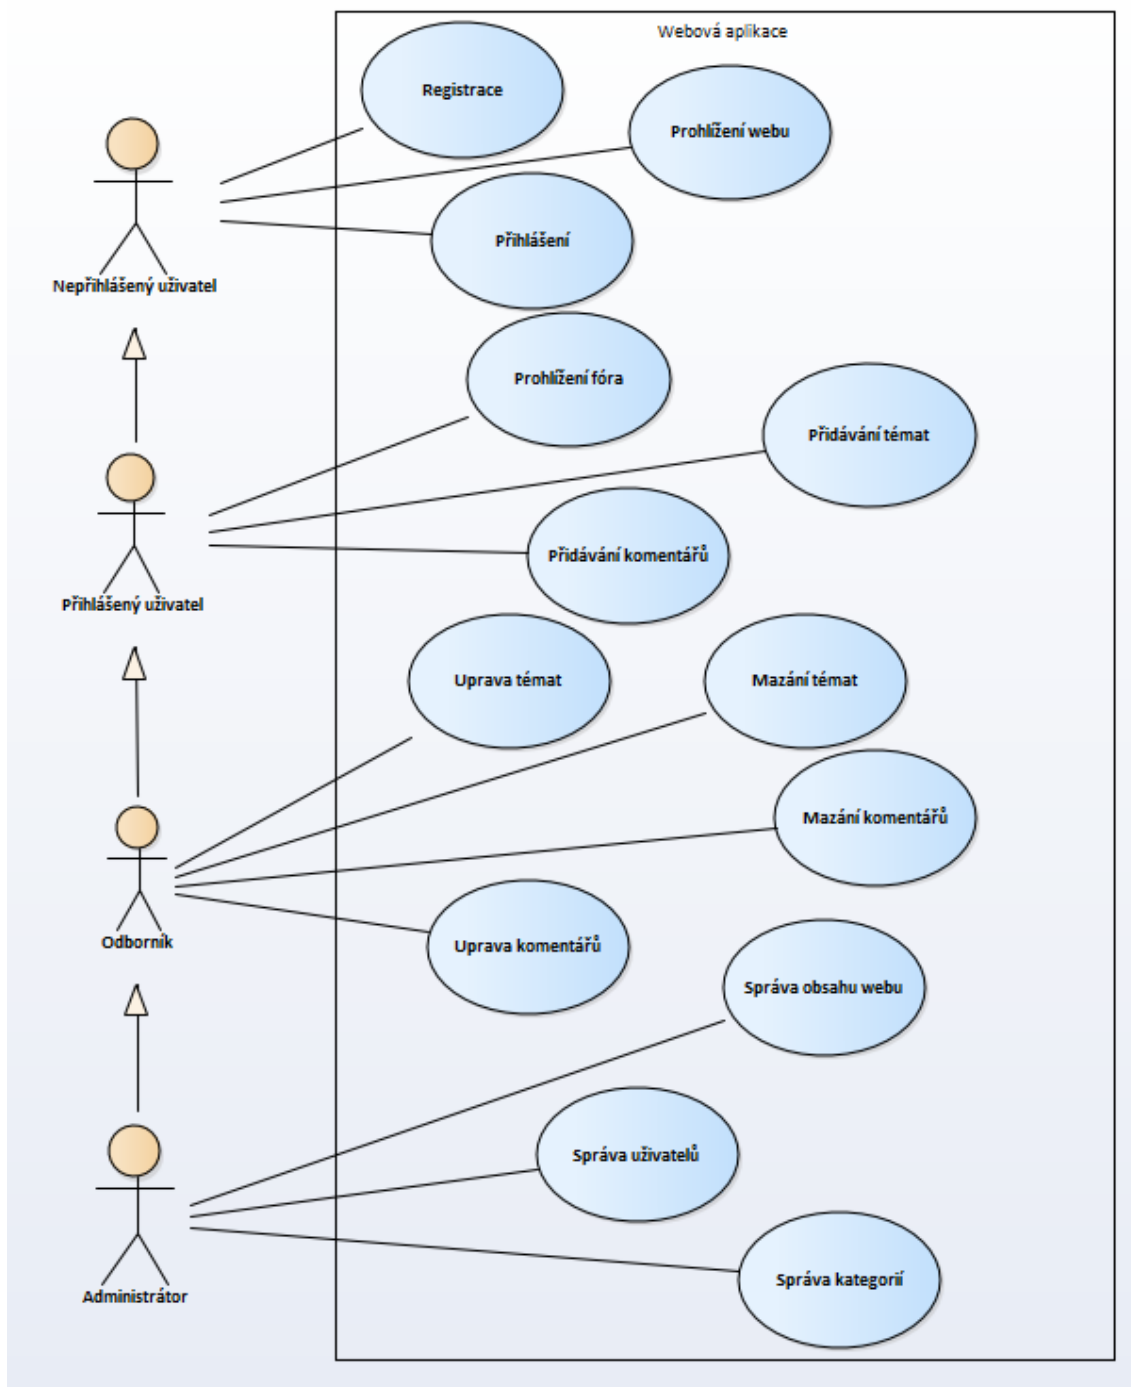 Webová aplikace
Registrace
Prohlížení webu
Přihlášení
Nepřihlášený uživatel
Prohlížení fóra
Přidávání témat
Přidávání komentářů
Přihlášený uživatel
Uprava témat
Mazání témat
Mazání komentářů
Uprava komentářů
Odborník
Správa obsahu webu
Správa uživatelů
Správa kategorií
Administrátor